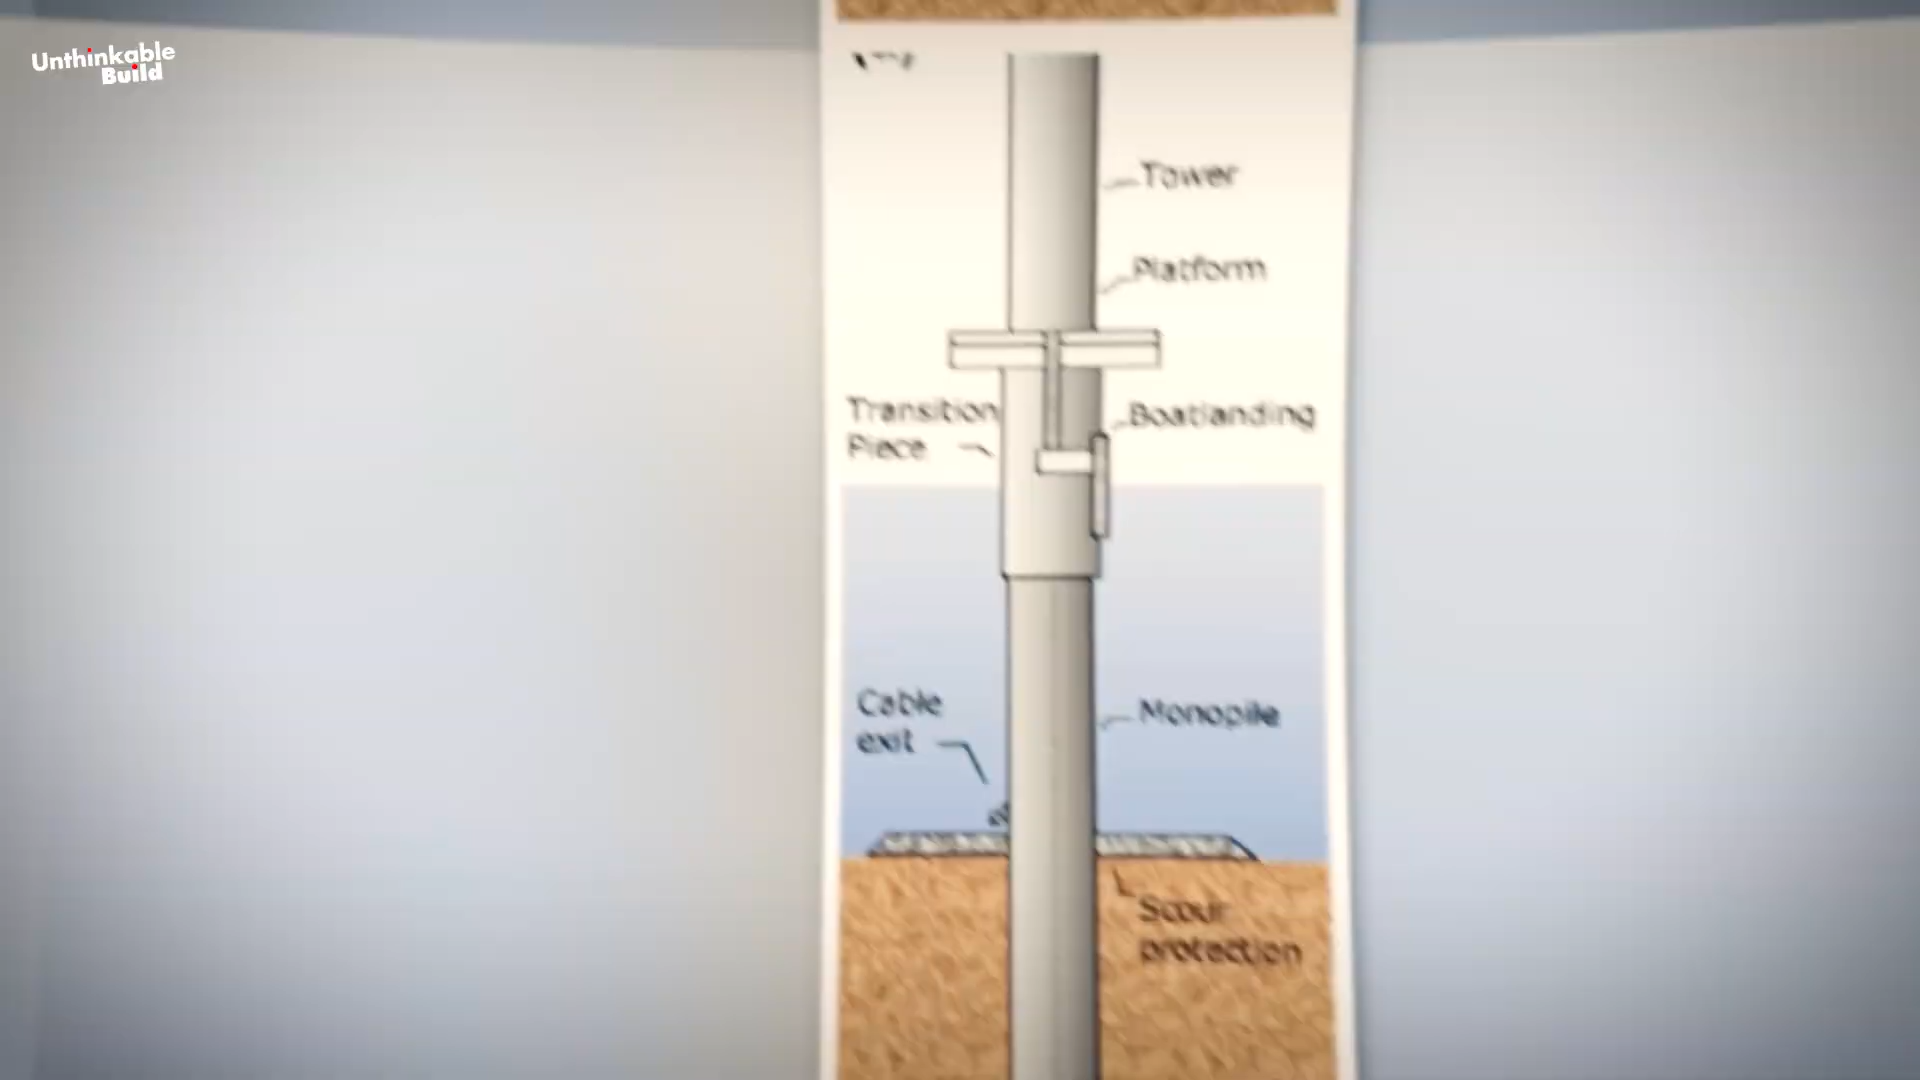 Unthinkable
Build
Tower
Platform
Transition
Piece
Boatlanding
Cable
exit
Monopile
Scour
protection